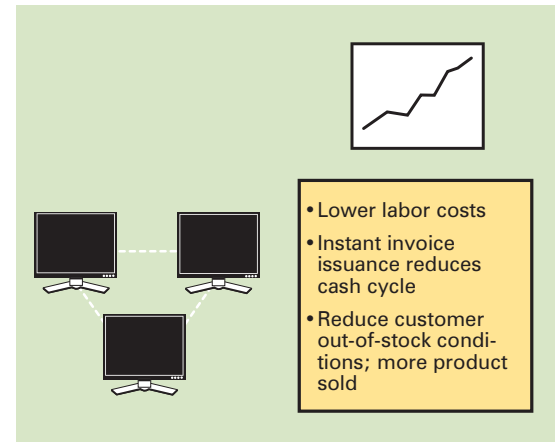 • Lower labor costs
• Instant invoice
issuance reduces
cash cycle
• Reduce customer
out-of-stock condi-
tions; more product
sold